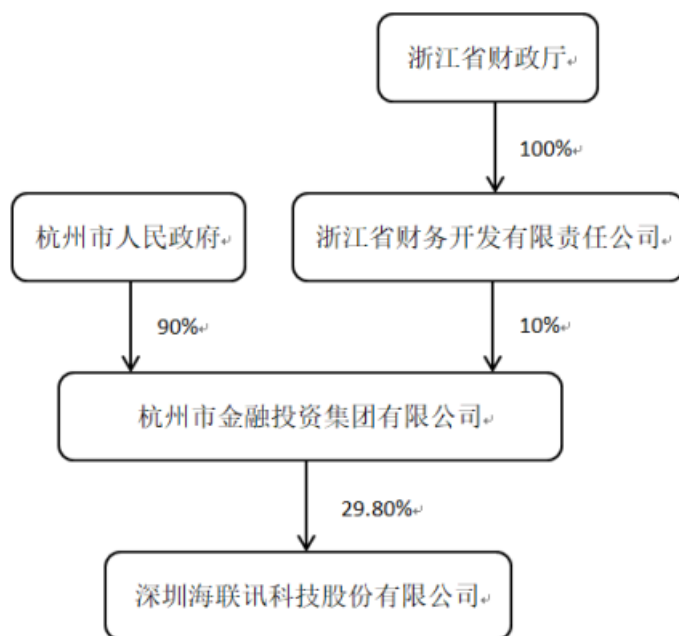 浙江省财政厅
100%
杭州市人民政府
浙江省财务开发有限责任公司
90%
10%
杭州市金融投资集团有限公司
29.80%
深圳海联讯科技股份有限公司